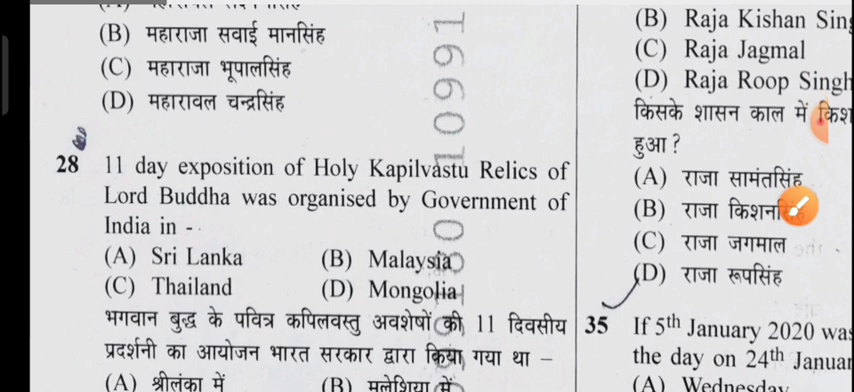 (B) महाराजा सवाई मानसिंह
(C) महाराजा भूपालसिंह
(D) महारावल चन्द्रसिंह
28 11 day exposition of Holy Kapilvastu Relics of
Lord Buddha was organised by Government of
India in -
(A) Sri Lanka (B) Malaysia
(C) Thailand (D) Mongolia
भगवान बुद्ध के पवित्र कपिलवस्तु अवशेषों की 11 दिवसीय
प्रदर्शनी का आयोजन भारत सरकार द्वारा किया गया था –
(A) श्रीलंका में (B) मलेशिया में
10991
(B) Raja Kishan Sing
(C) Raja Jagmal
(D) Raja Roop Singh
किसके शासन काल में
हुआ ?
(A) राजा सामंतसिंह
(B) राजा
(C) राजा जगमाल
(D) राजा रूपसिंह
35 If 5th January 2020 was
the day on 24th Januar
(A) Wednesday